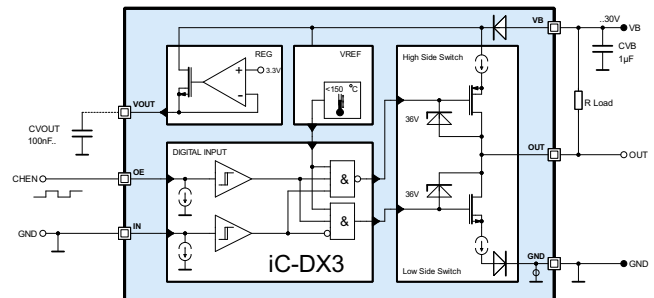 VB
..30V
VB
REG
VREF
High Side Switch
CVB
1µF
+
3.3V
-
<150 °C
VOUT
R Load
CVOUT
100nF..
36V
DIGITAL INPUT
OUT
OUT
CHEN
OE
&
36V
&
GND
IN
iC-DX3
GND
GND
Low Side Switch